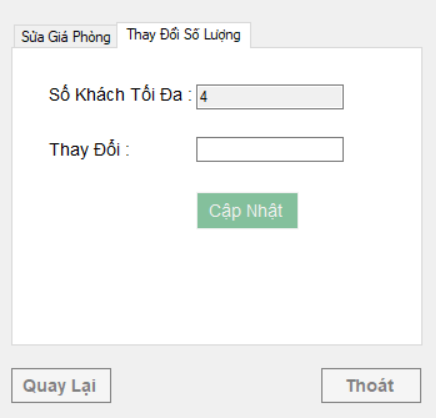 Sửa Giá Phòng Thay Đổi Số Lượng
Số Khách Tối Đa : 4
Thay Đổi :
Cập Nhật
Quay Lại Thoát